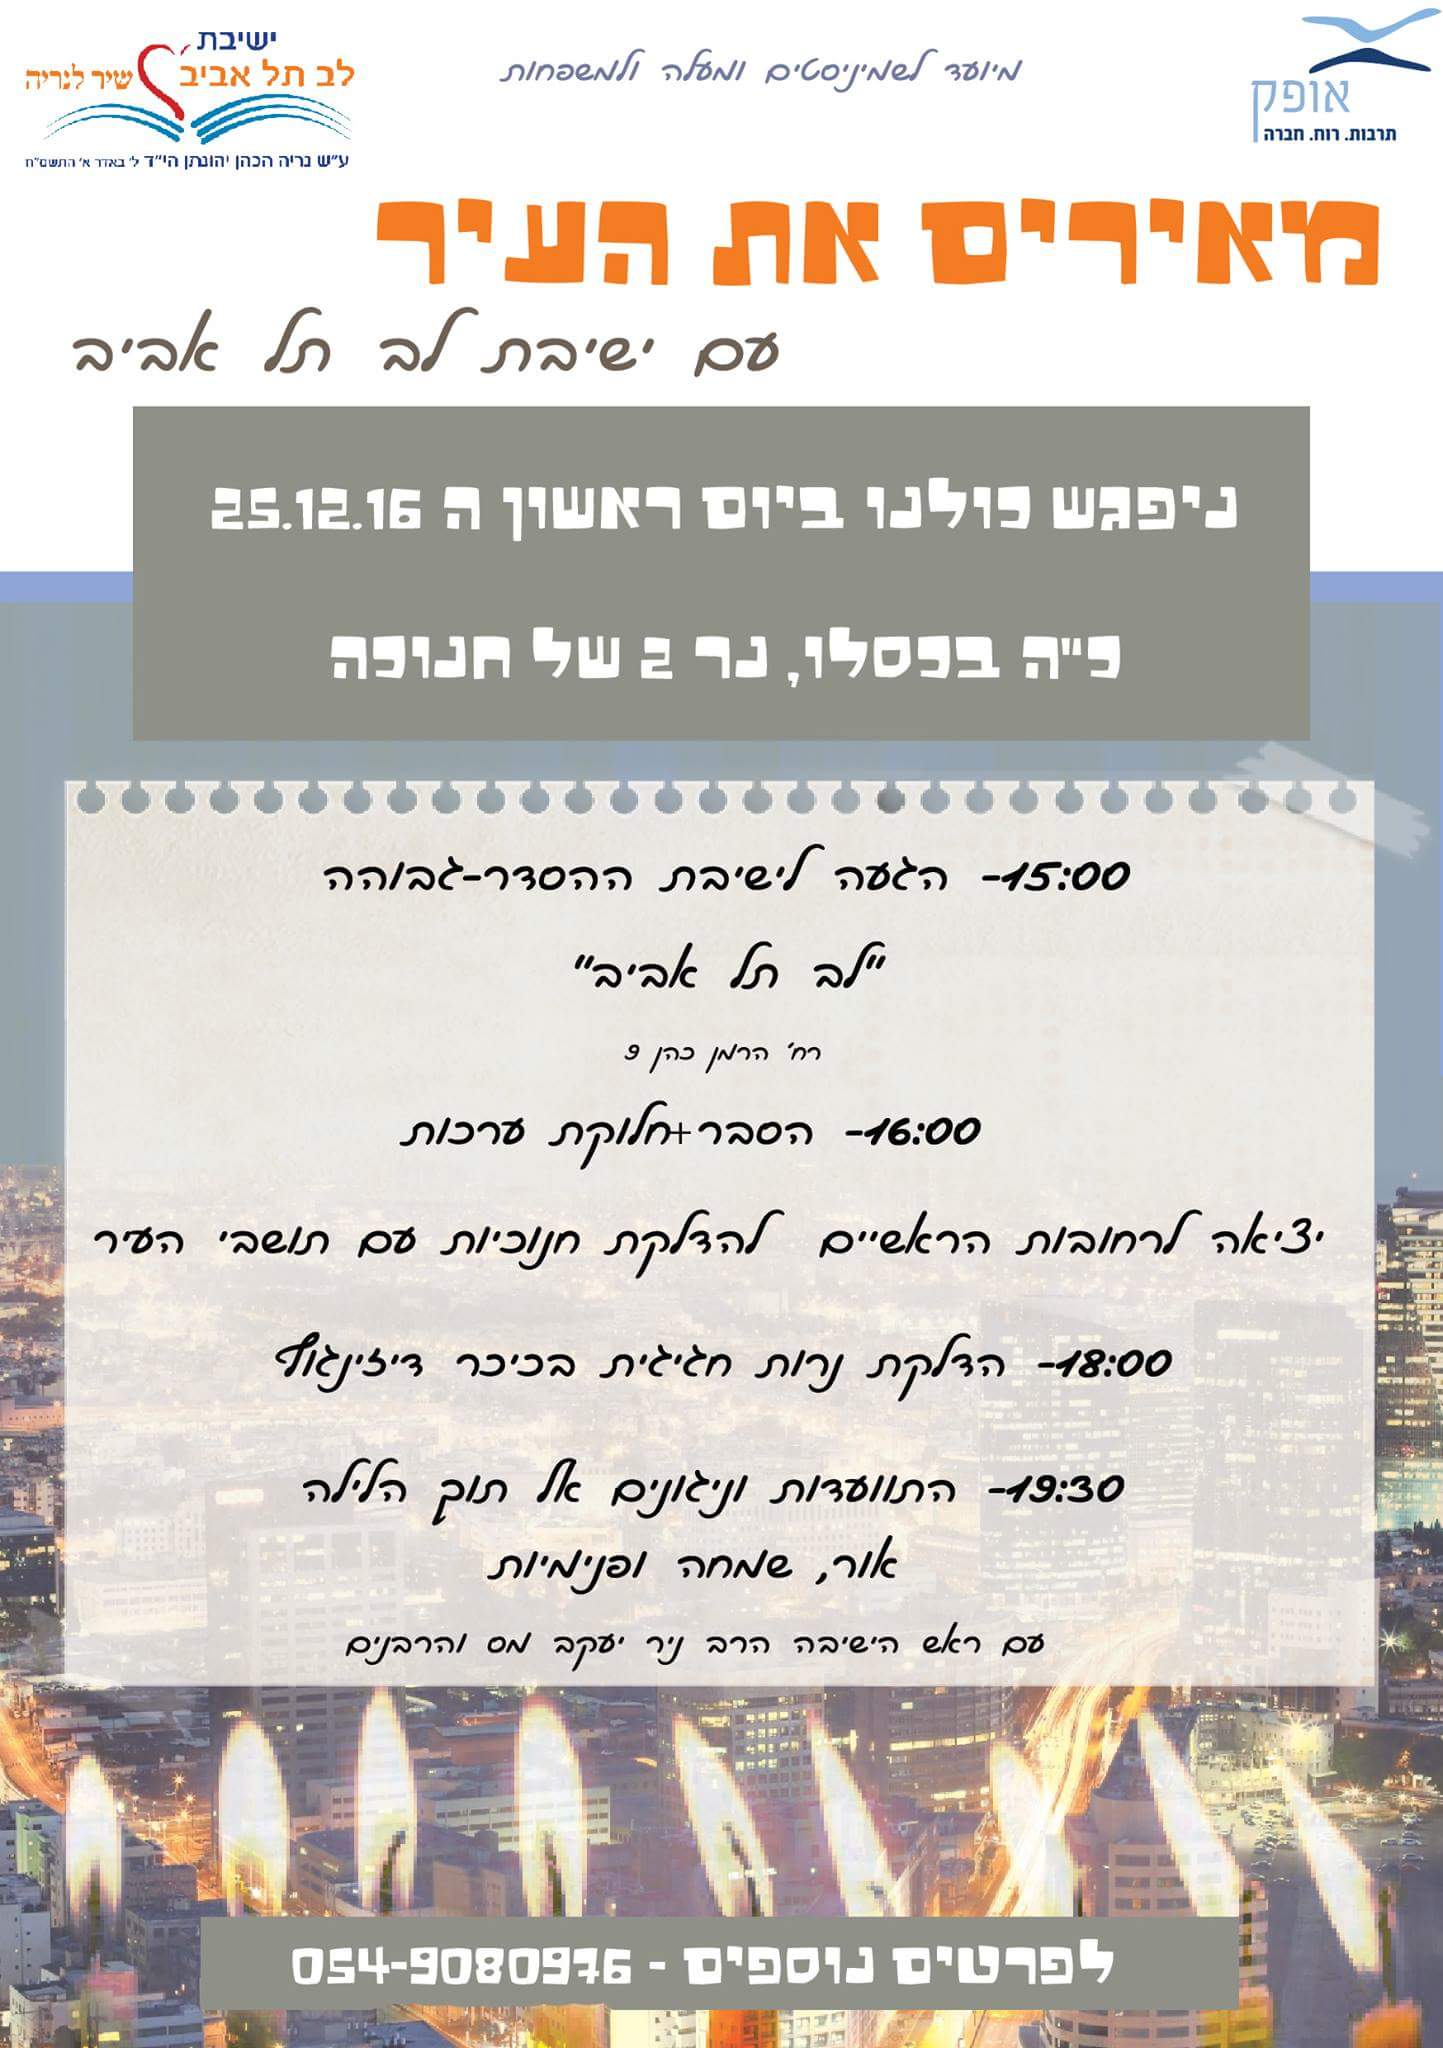 ישיבת
לב תל אביב שיר לנריה
ע"ש נריה הכהן יהונתן הי"ד ל' באדר א' התשס"ח
מיועד לשמיניסטים ומעלה ולמשפחות
אופק
תרבות. רוח. חברה
מאירים את העיר
עם ישיבת לב תל אביב
ניפגש כולנו ביום ראשון ה 25.12.16
כ"ה בכסלו, נר 2 של חנוכה
15:00- הגעה לישיבת ההסדר-גבוהה
"לב תל אביב"
רח' הרמן כהן 9
16:00- הסבר+חלוקת ערכות
יציאה לרחובות הראשיים להדלקת חנוכיות עם תושבי העיר
18:00- הדלקת נרות חגיגית בכיכר דיזינגוף
19:30- התוועדות וניגונים אל תוך הלילה
אור, שמחה ופנימיות
עם ראש הישיבה הרב ניר יעקב מס והרבנים
לפרטים נוספים - 054-9080976